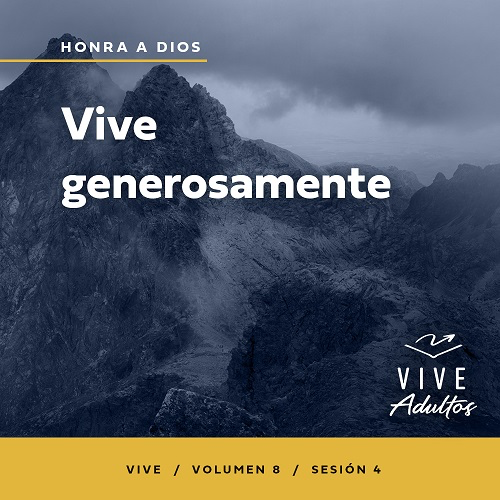 HONRA A DIOS
Vive
generosamente
VIVE
Adultos
VIVE / VOLUMEN 8 / SESIÓN 4